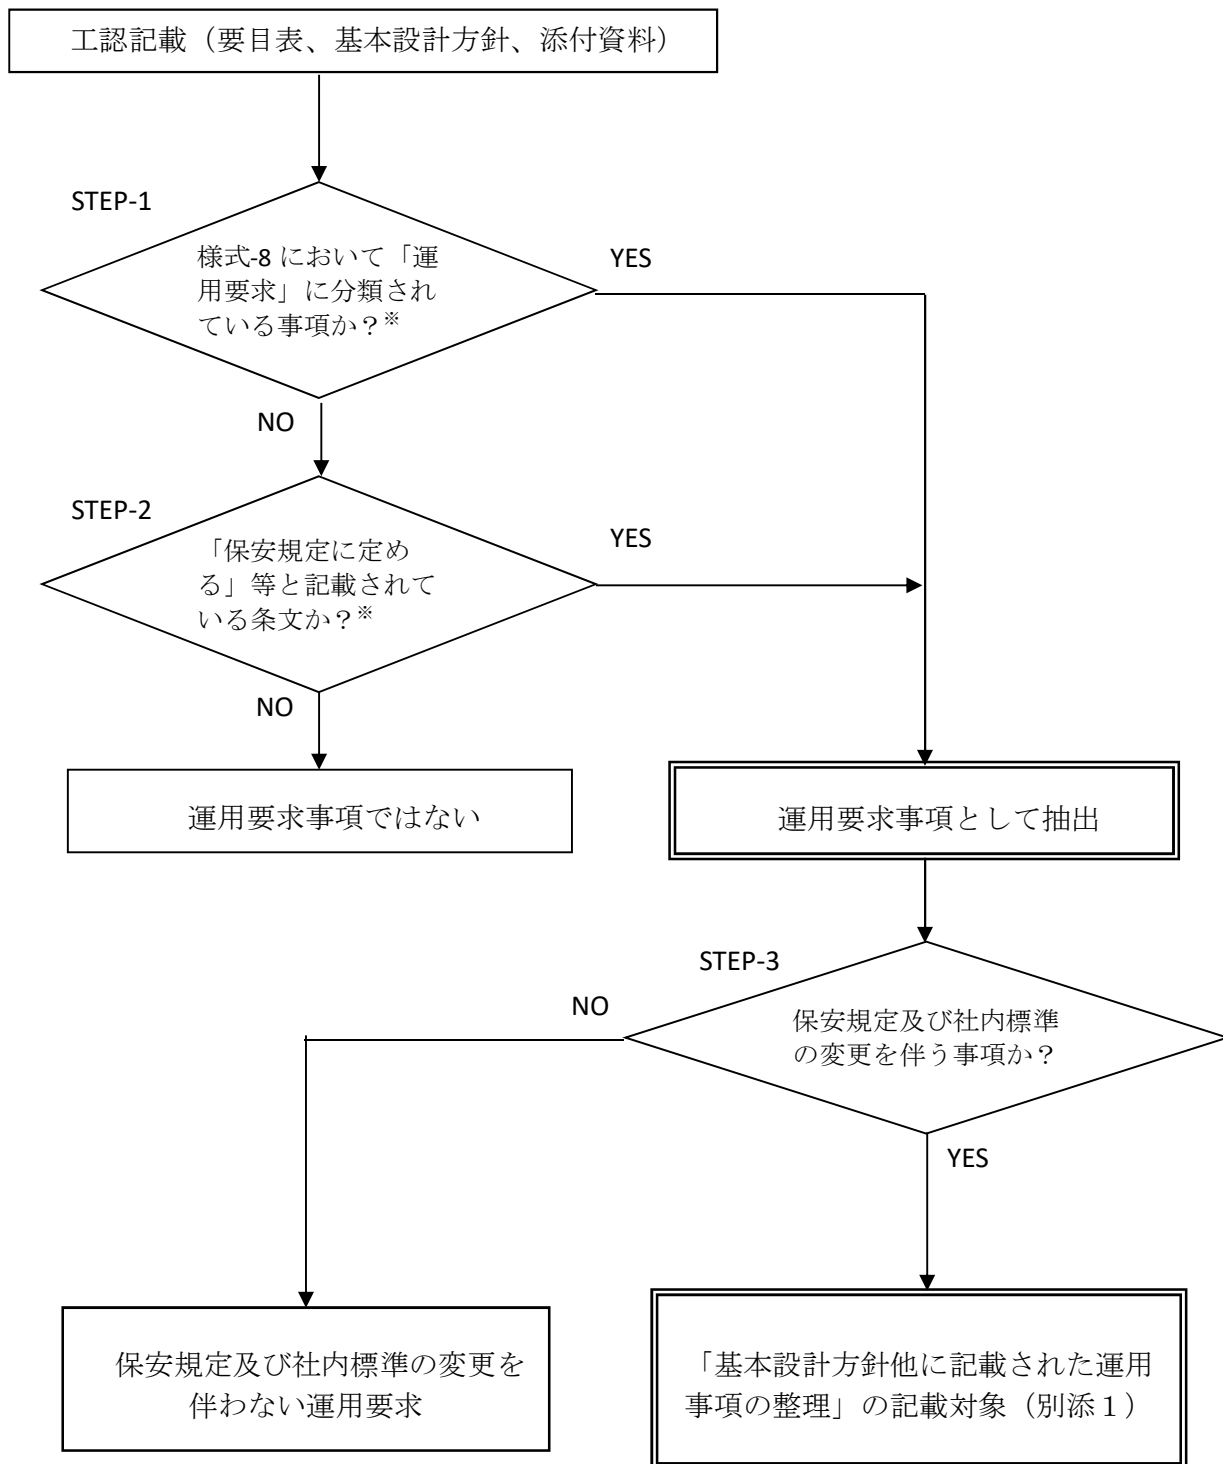 工認記載（要目表、基本設計方針、添付資料）
STEP-1
様式-8 において「運
用要求」に分類され
ている事項か？※
YES
NO
STEP-2
「保安規定に定め
る」等と記載されて
いる条文か？※
YES
NO
運用要求事項ではない
運用要求事項として抽出
STEP-3
保安規定及び社内標準
の変更を伴う事項か？
NO
YES
保安規定及び社内標準の変更を
伴わない運用要求
「基本設計方針他に記載された運用
事項の整理」の記載対象（別添１）